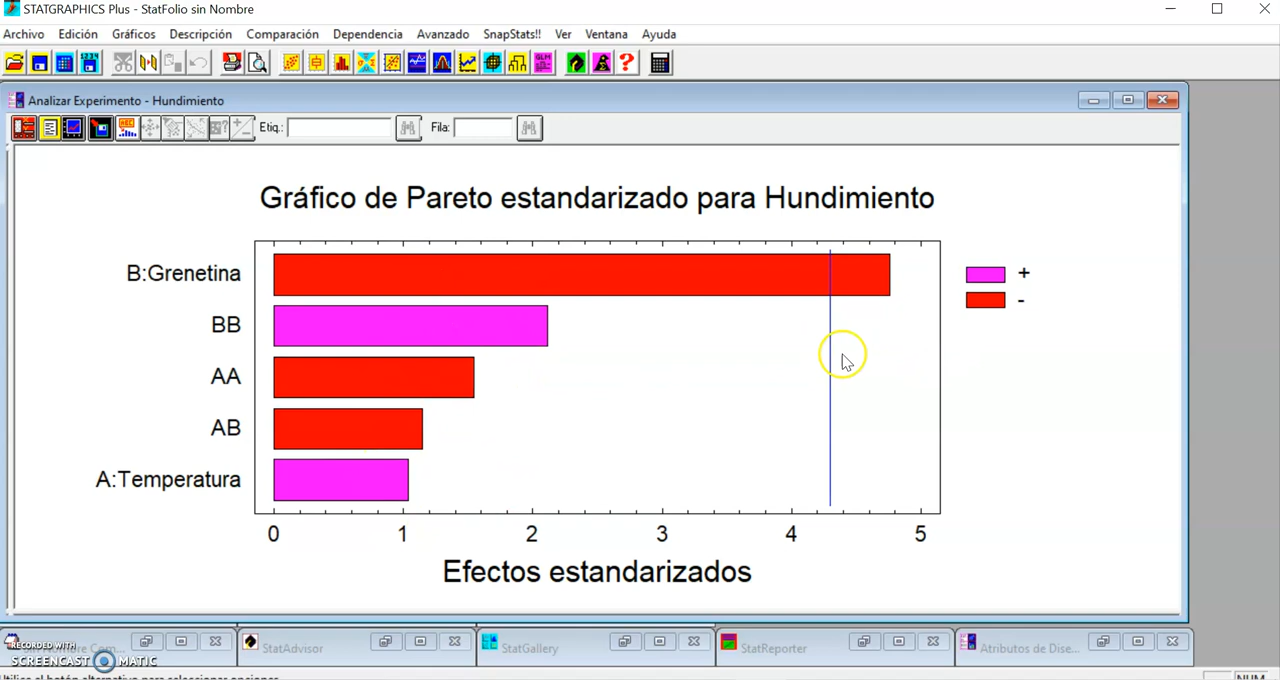 STATGRAPHICS Plus - StatFolio sin Nombre
Archivo Edición Gráficos Descripción Comparación Dependencia Avanzado SnapStats!! Ver Ventana Ayuda
Analizar Experimento - Hundimiento
Etiq.: Fila:
Gráfico de Pareto estandarizado para Hundimiento
B:Grenetina
BB
AA
AB
A:Temperatura
+
-
0 1 2 3 4 5
Efectos estandarizados
StatAdvisor StatGallery StatReporter Atributos de Dise...
RECORDED WITH
SCREENCAST MATIC
NUM